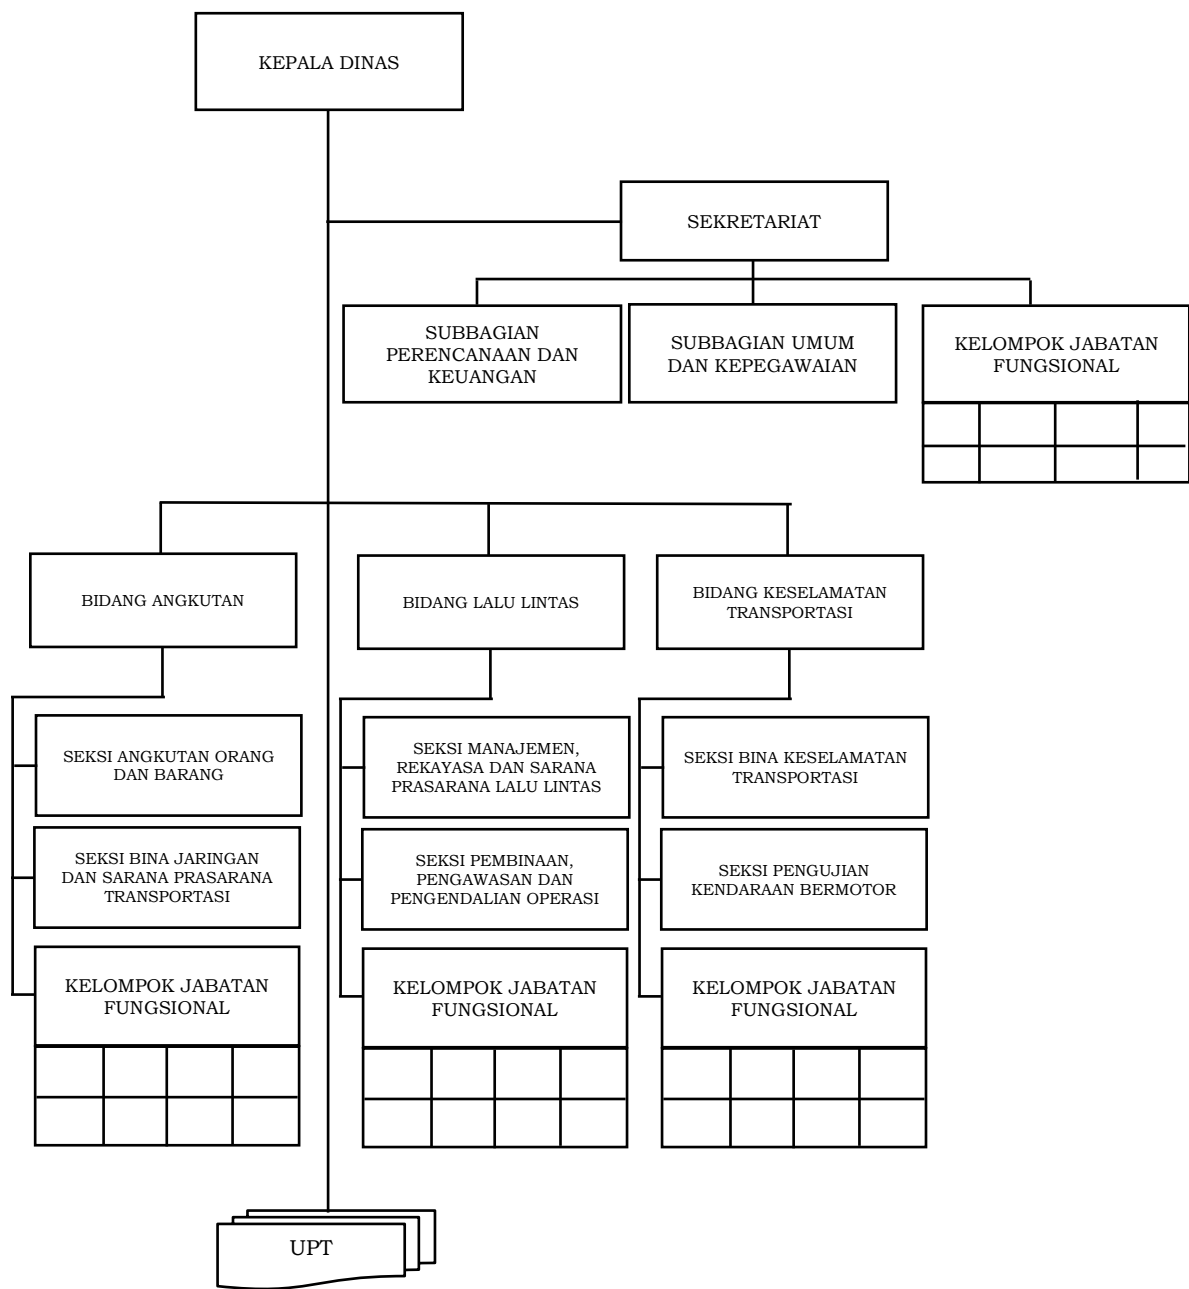 KEPALA DINAS
SEKRETARIAT
SUBBAGIAN
PERENCANAAN DAN
KEUANGAN
SUBBAGIAN UMUM
DAN KEPEGAWAIAN
KELOMPOK JABATAN
FUNGSIONAL
BIDANG ANGKUTAN
BIDANG LALU LINTAS
BIDANG KESELAMATAN
TRANSPORTASI
SEKSI ANGKUTAN ORANG
DAN BARANG
SEKSI BINA JARINGAN
DAN SARANA PRASARANA
TRANSPORTASI
KELOMPOK JABATAN
FUNGSIONAL
SEKSI MANAJEMEN,
REKAYASA DAN SARANA
PRASARANA LALU LINTAS
SEKSI PEMBINAAN,
PENGAWASAN DAN
PENGENDALIAN OPERASI
KELOMPOK JABATAN
FUNGSIONAL
SEKSI BINA KESELAMATAN
TRANSPORTASI
SEKSI PENGUJIAN
KENDARAAN BERMOTOR
KELOMPOK JABATAN
FUNGSIONAL
UPT